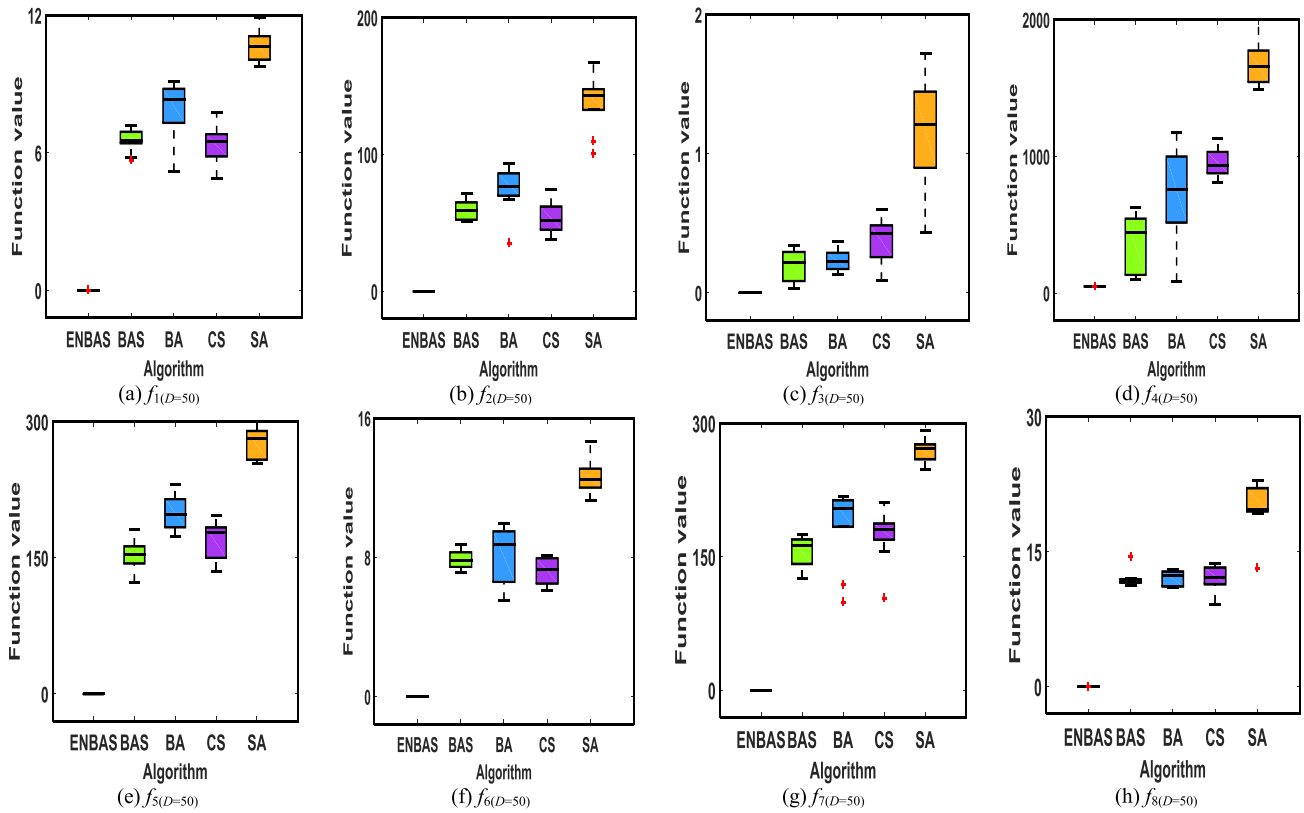 12
6
0
Function value
ENBAS BAS BA CS SA
Algorithm
(a) f1(D=50)
200
100
0
Function value
ENBAS BAS BA CS SA
Algorithm
(b) f2(D=50)
2
1
0
Function value
ENBAS BAS BA CS SA
Algorithm
(c) f3(D=50)
2000
1000
0
Function value
ENBAS BAS BA CS SA
Algorithm
(d) f4(D=50)
300
150
0
Function value
ENBAS BAS BA CS SA
Algorithm
(e) f5(D=50)
16
8
0
Function value
ENBAS BAS BA CS SA
Algorithm
(f) f6(D=50)
300
150
0
Function value
ENBAS BAS BA CS SA
Algorithm
(g) f7(D=50)
30
15
0
Function value
ENBAS BAS BA CS SA
Algorithm
(h) f8(D=50)